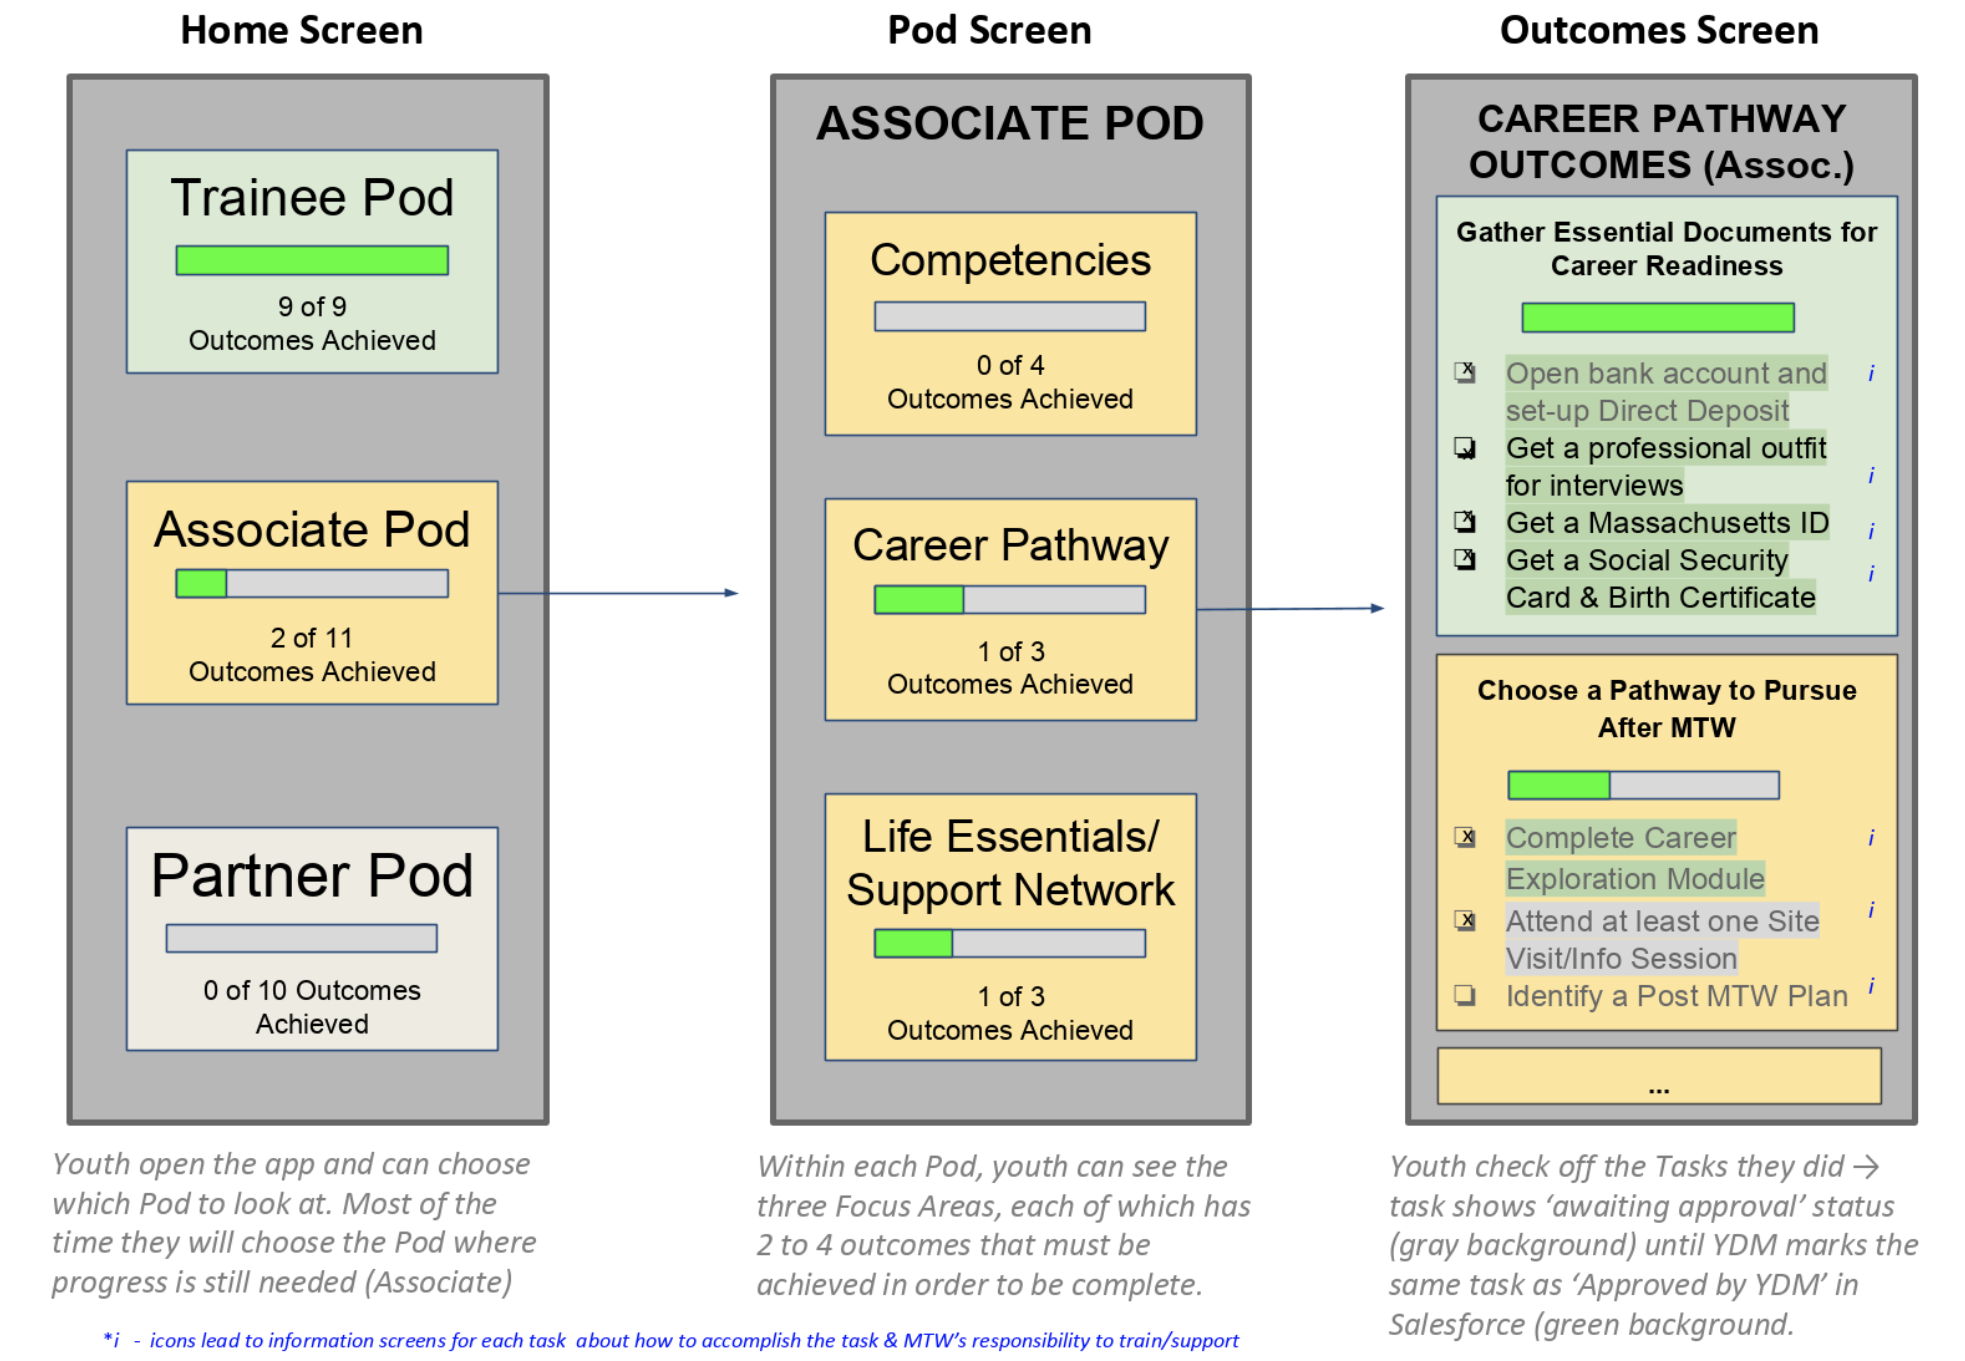 Home Screen
Trainee Pod
9 of 9
Outcomes Achieved
Associate Pod
2 of 11
Outcomes Achieved
Partner Pod
0 of 10 Outcomes
Achieved
Youth open the app and can choose
which Pod to look at. Most of the
time they will choose the Pod where
progress is still needed (Associate)
Pod Screen
ASSOCIATE POD
Competencies
0 of 4
Outcomes Achieved
Career Pathway
1 of 3
Outcomes Achieved
Life Essentials/
Support Network
1 of 3
Outcomes Achieved
Within each Pod, youth can see the
three Focus Areas, each of which has
2 to 4 outcomes that must be
achieved in order to be complete.
Outcomes Screen
CAREER PATHWAY
OUTCOMES (Assoc.)
Gather Essential Documents for
Career Readiness
Open bank account and i
set-up Direct Deposit
Get a professional outfit
for interviews i
Get a Massachusetts ID i
Get a Social Security i
Card & Birth Certificate
Choose a Pathway to Pursue
After MTW
Complete Career i
Exploration Module
Attend at least one Site i
Visit/Info Session
Identify a Post MTW Plan i
...
Youth check off the Tasks they did →
task shows ‘awaiting approval’ status
(gray background) until YDM marks the
same task as ‘Approved by YDM’ in
Salesforce (green background.
*i - icons lead to information screens for each task about how to accomplish the task & MTW’s responsibility to train/support